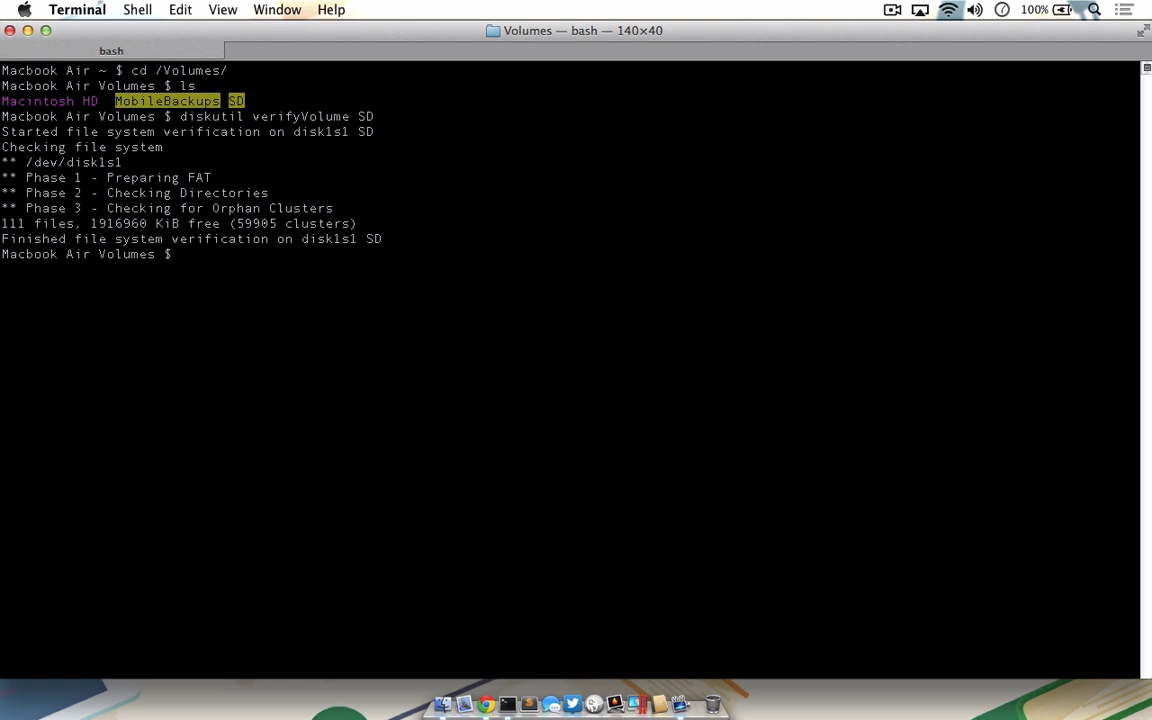 Terminal Shell Edit View Window Help 100%
Volumes — bash — 140×40
bash
Macbook Air ~ $ cd /Volumes/
Macbook Air Volumes $ ls
Macintosh HD MobileBackups SD
Macbook Air Volumes $ diskutil verifyVolume SD
Started file system verification on disk1s1 SD
Checking file system
** /dev/disk1s1
** Phase 1 - Preparing FAT
** Phase 2 - Checking Directories
** Phase 3 - Checking for Orphan Clusters
111 files, 1916960 KiB free (59905 clusters)
Finished file system verification on disk1s1 SD
Macbook Air Volumes $